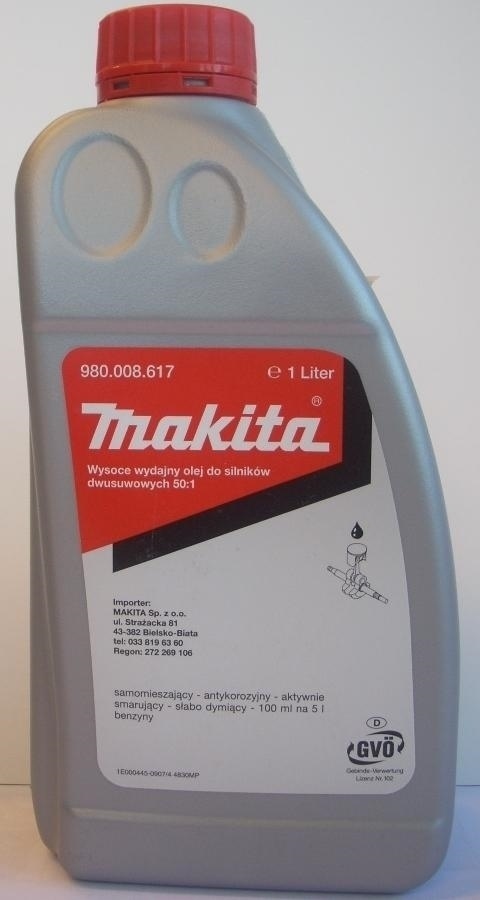 980.008.617
℮ 1 Liter
makita®
Wysoce wydajny olej do silników
dwusuwowych 50:1
Importer:
MAKITA Sp. z o.o.
ul. Strażacka 81
43-382 Bielsko-Biała
tel: 033 819 63 60
Regon: 272 269 106
samomieszający - antykorozyjny - aktywnie
smarujący - słabo dymiący - 100 ml na 5 l
benzyny
D
GVÖ
Gebinde-Verwertung
Lizenz Nr. 102
1E000445-0907/4 4830MP